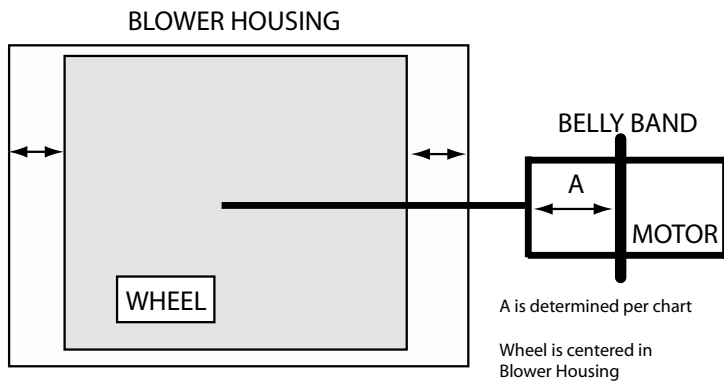 BLOWER HOUSING
BELLY BAND
A
MOTOR
WHEEL
A is determined per chart
Wheel is centered in
Blower Housing